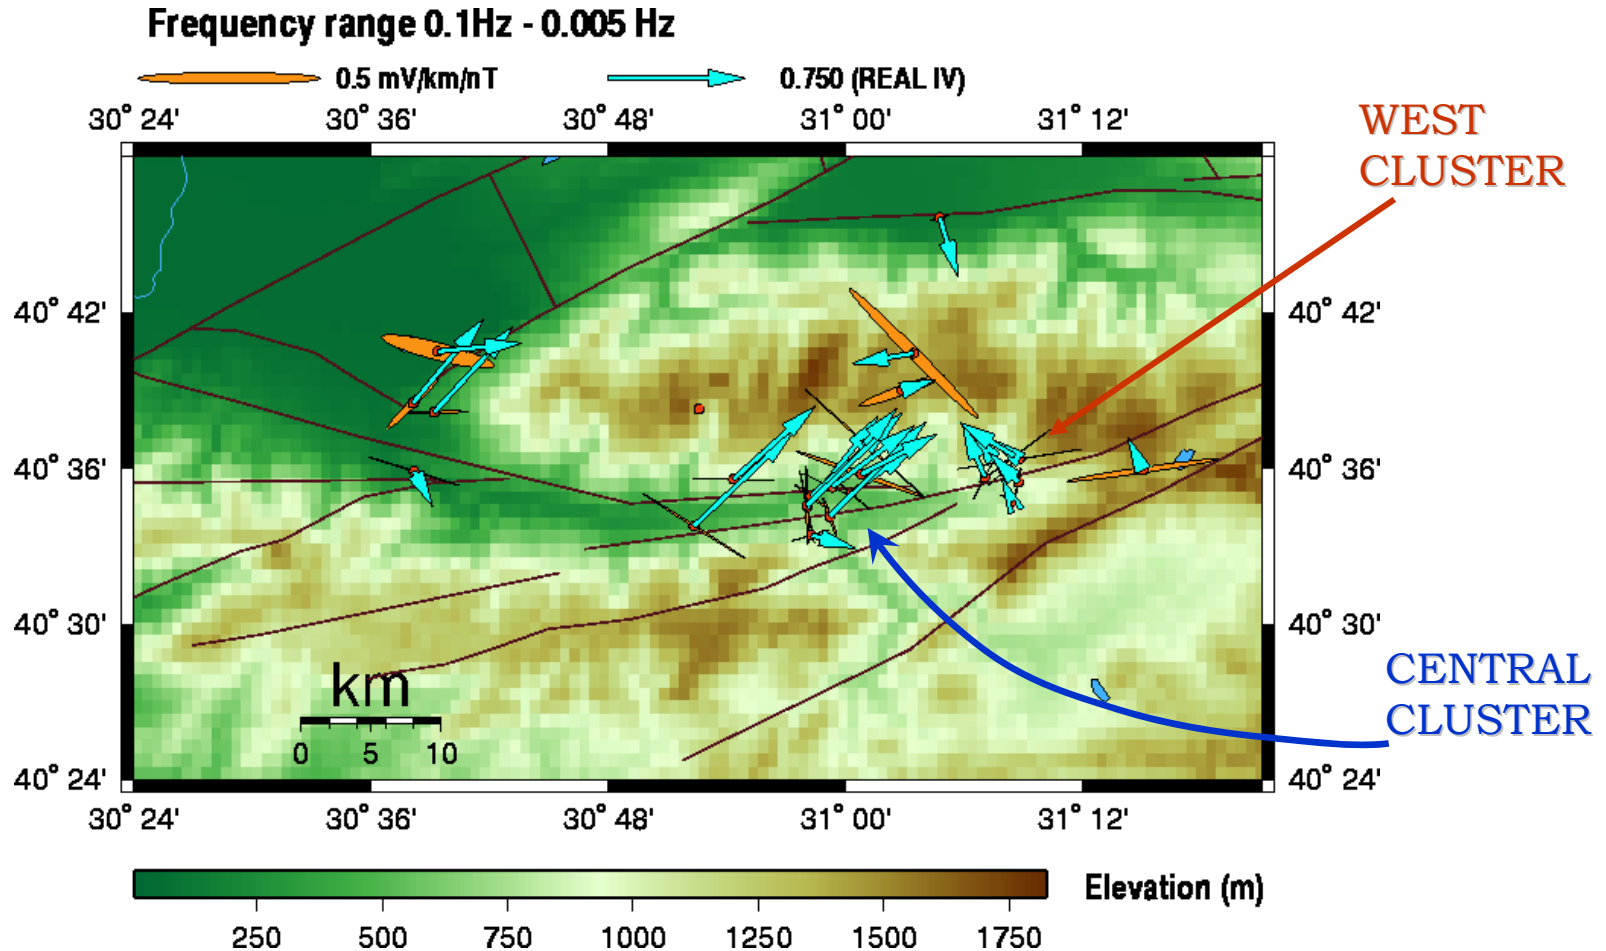 Frequency range 0.1Hz - 0.005 Hz
0.5 mV/km/nT 0.750 (REAL IV)
30° 24' 30° 36' 30° 48' 31° 00' 31° 12'
WEST
CLUSTER
40° 42' 40° 42'
40° 36' 40° 36'
40° 30' 40° 30'
CENTRAL
CLUSTER
km
0 5 10
40° 24' 40° 24'
30° 24' 30° 36' 30° 48' 31° 00' 31° 12'
Elevation (m)
250 500 750 1000 1250 1500 1750